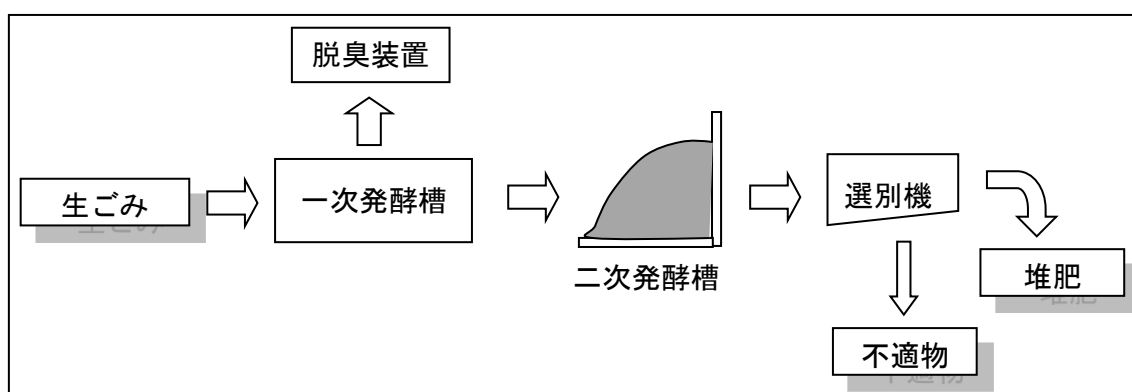 脱臭装置
生ごみ
一次発酵槽
二次発酵槽
選別機
堆肥
不適物